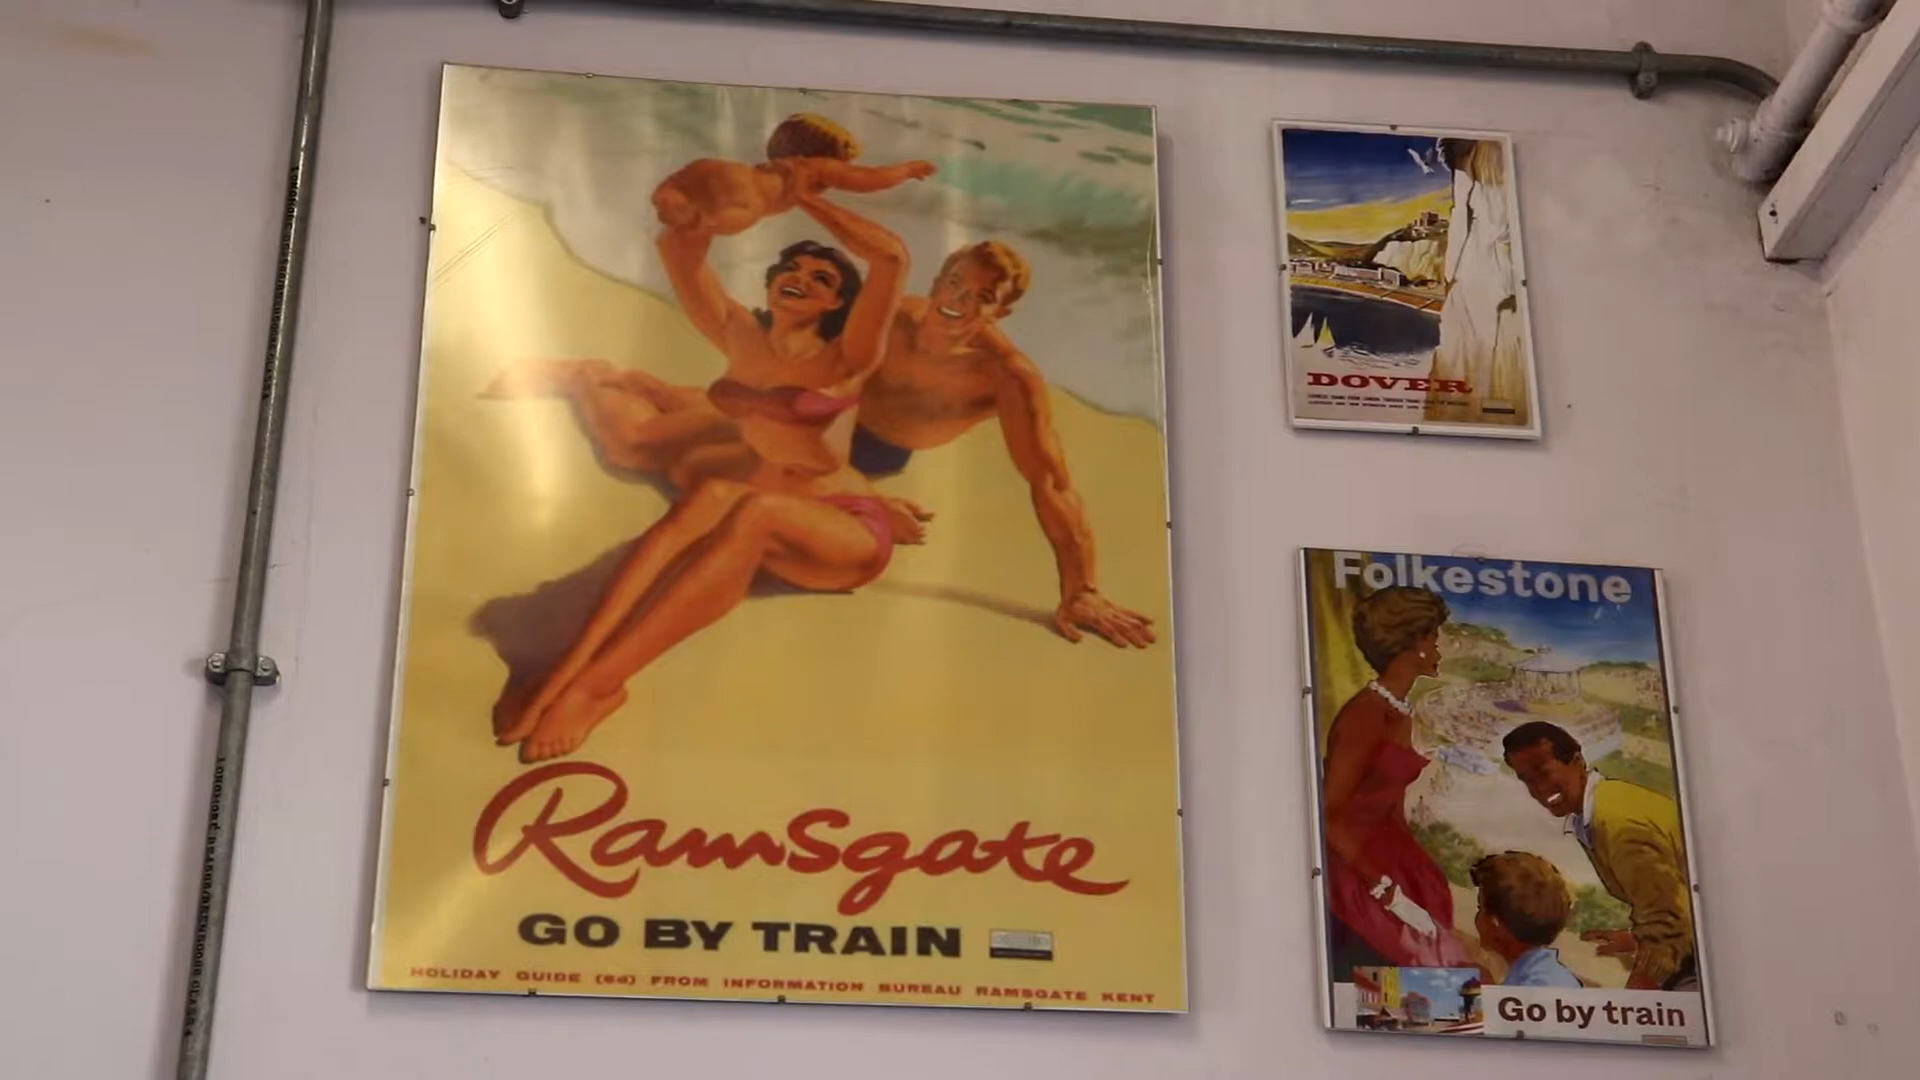 Ramsgate
GO BY TRAIN
HOLIDAY GUIDE (6d) FROM INFORMATION BUREAU RAMSGATE KENT
DOVER
Folkestone
Go by train